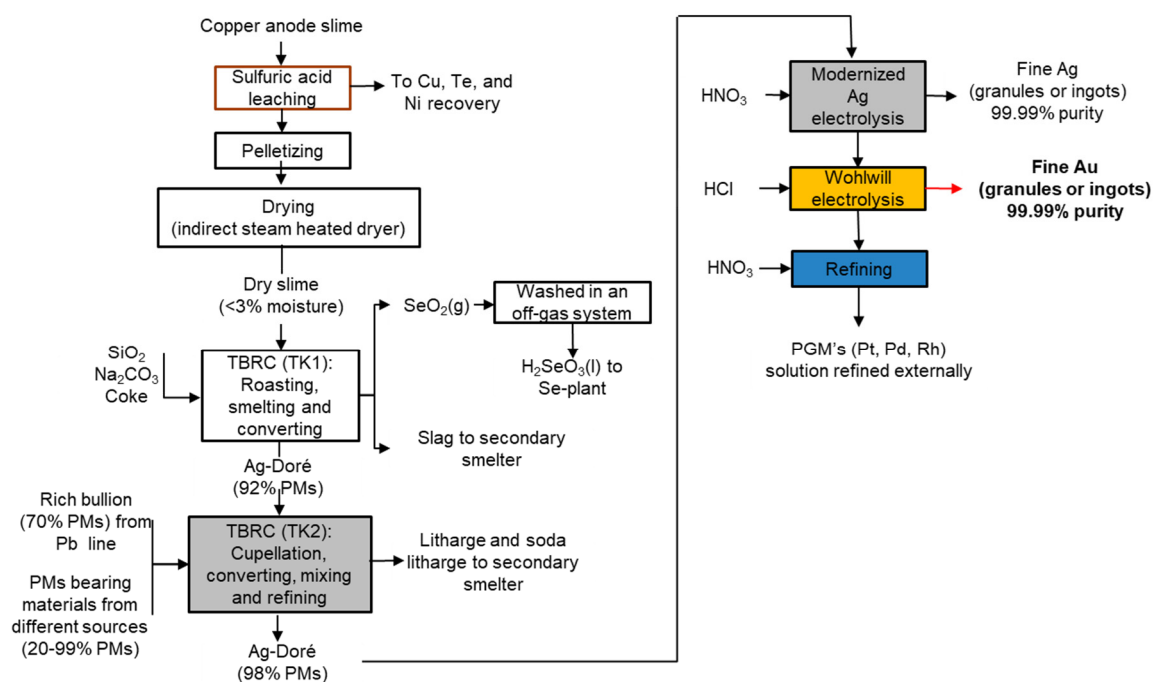 Copper anode slime
Sulfuric acid
leaching
To Cu, Te, and
Ni recovery
Pelletizing
Drying
(indirect steam heated dryer)
Dry slime
(<3% moisture)
SeO₂(g)
Washed in an
off-gas system
H₂SeO₃(l) to
Se-plant
SiO₂
Na₂CO₃
Coke
TBRC (TK1):
Roasting,
smelting and
converting
Slag to secondary
smelter
Ag-Doré
(92% PMs)
Rich bullion
(70% PMs) from
Pb line
PMs bearing
materials from
different sources
(20-99% PMs)
TBRC (TK2):
Cupellation,
converting, mixing
and refining
Litharge and soda
litharge to secondary
smelter
Ag-Doré
(98% PMs)
HNO₃
Modernized
Ag
electrolysis
Fine Ag
(granules or ingots)
99.99% purity
HCl
Wohlwill
electrolysis
Fine Au
(granules or ingots)
99.99% purity
HNO₃
Refining
PGM's (Pt, Pd, Rh)
solution refined externally